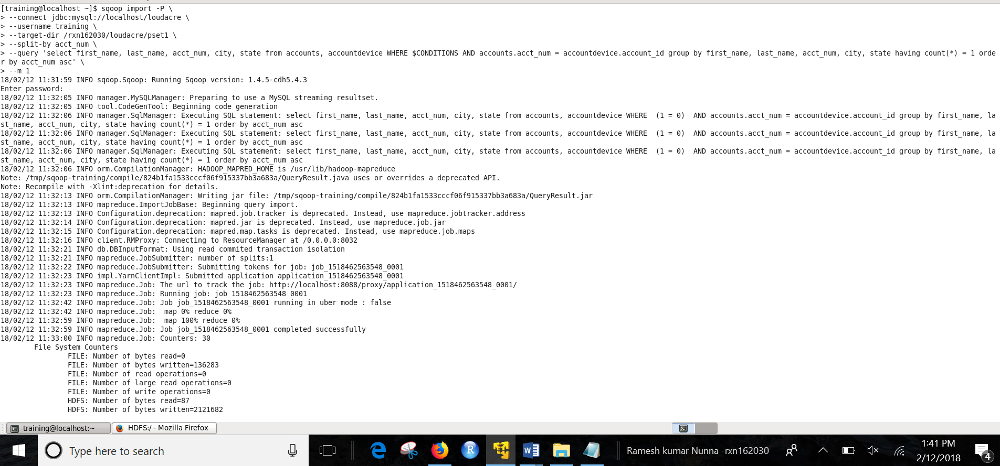 [training@localhost ~]$ sqoop import -P \
> --connect jdbc:mysql://localhost/loudacre \
> --username training \
> --target-dir /rxn162030/loudacre/pset1 \
> --split-by acct_num \
> --query 'select first_name, last_name, acct_num, city, state from accounts, accountdevice WHERE $CONDITIONS AND accounts.acct_num = accountdevice.account_id group by first_name, last_name, acct_num, city, state having count(*) = 1 orde
r by acct_num asc' \
> --m 1
18/02/12 11:31:59 INFO sqoop.Sqoop: Running Sqoop version: 1.4.5-cdh5.4.3
Enter password:
18/02/12 11:32:05 INFO manager.MySQLManager: Preparing to use a MySQL streaming resultset.
18/02/12 11:32:05 INFO tool.CodeGenTool: Beginning code generation
18/02/12 11:32:06 INFO manager.SqlManager: Executing SQL statement: select first_name, last_name, acct_num, city, state from accounts, accountdevice WHERE  (1 = 0)  AND accounts.acct_num = accountdevice.account_id group by first_name, la
st_name, acct_num, city, state having count(*) = 1 order by acct_num asc
18/02/12 11:32:06 INFO manager.SqlManager: Executing SQL statement: select first_name, last_name, acct_num, city, state from accounts, accountdevice WHERE  (1 = 0)  AND accounts.acct_num = accountdevice.account_id group by first_name, la
st_name, acct_num, city, state having count(*) = 1 order by acct_num asc
18/02/12 11:32:06 INFO manager.SqlManager: Executing SQL statement: select first_name, last_name, acct_num, city, state from accounts, accountdevice WHERE  (1 = 0)  AND accounts.acct_num = accountdevice.account_id group by first_name, la
st_name, acct_num, city, state having count(*) = 1 order by acct_num asc
18/02/12 11:32:06 INFO orm.CompilationManager: HADOOP_MAPRED_HOME is /usr/lib/hadoop-mapreduce
Note: /tmp/sqoop-training/compile/824b1fa1533cccf06f915337bb3a683a/QueryResult.java uses or overrides a deprecated API.
Note: Recompile with -Xlint:deprecation for details.
18/02/12 11:32:13 INFO orm.CompilationManager: Writing jar file: /tmp/sqoop-training/compile/824b1fa1533cccf06f915337bb3a683a/QueryResult.jar
18/02/12 11:32:13 INFO mapreduce.ImportJobBase: Beginning query import.
18/02/12 11:32:13 INFO Configuration.deprecation: mapred.job.tracker is deprecated. Instead, use mapreduce.jobtracker.address
18/02/12 11:32:14 INFO Configuration.deprecation: mapred.jar is deprecated. Instead, use mapreduce.job.jar
18/02/12 11:32:15 INFO Configuration.deprecation: mapred.map.tasks is deprecated. Instead, use mapreduce.job.maps
18/02/12 11:32:16 INFO client.RMProxy: Connecting to ResourceManager at /0.0.0.0:8032
18/02/12 11:32:21 INFO db.DBInputFormat: Using read commited transaction isolation
18/02/12 11:32:21 INFO mapreduce.JobSubmitter: number of splits:1
18/02/12 11:32:22 INFO mapreduce.JobSubmitter: Submitting tokens for job: job_1518462563548_0001
18/02/12 11:32:23 INFO impl.YarnClientImpl: Submitted application application_1518462563548_0001
18/02/12 11:32:23 INFO mapreduce.Job: The url to track the job: http://localhost:8088/proxy/application_1518462563548_0001/
18/02/12 11:32:23 INFO mapreduce.Job: Running job: job_1518462563548_0001
18/02/12 11:32:42 INFO mapreduce.Job: Job job_1518462563548_0001 running in uber mode : false
18/02/12 11:32:42 INFO mapreduce.Job:  map 0% reduce 0%
18/02/12 11:32:59 INFO mapreduce.Job:  map 100% reduce 0%
18/02/12 11:32:59 INFO mapreduce.Job: Job job_1518462563548_0001 completed successfully
18/02/12 11:33:00 INFO mapreduce.Job: Counters: 30
File System Counters
FILE: Number of bytes read=0
FILE: Number of bytes written=136283
FILE: Number of read operations=0
FILE: Number of large read operations=0
FILE: Number of write operations=0
HDFS: Number of bytes read=87
HDFS: Number of bytes written=2121682
training@localhost:~
HDFS:/ - Mozilla Firefox
Type here to search
Ramesh kumar Nunna -rxn162030
1:41 PM
2/12/2018
4